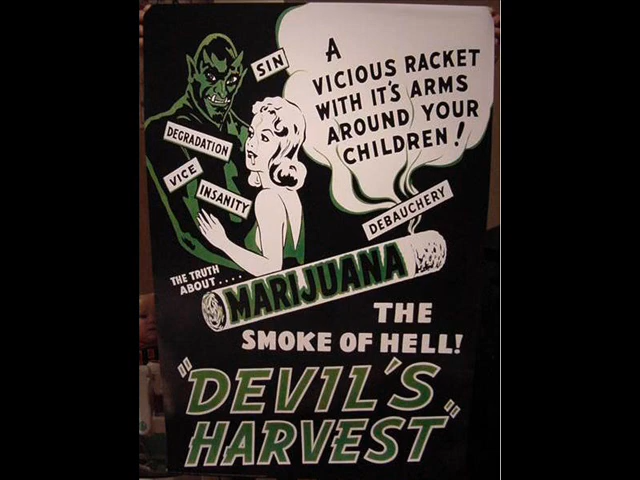 SIN
A
VICIOUS RACKET
WITH IT'S ARMS
AROUND YOUR
CHILDREN!
DEGRADATION
VICE
INSANITY
DEBAUCHERY
THE TRUTH
ABOUT....
MARIJUANA
THE
SMOKE OF HELL!
"DEVIL'S
HARVEST"